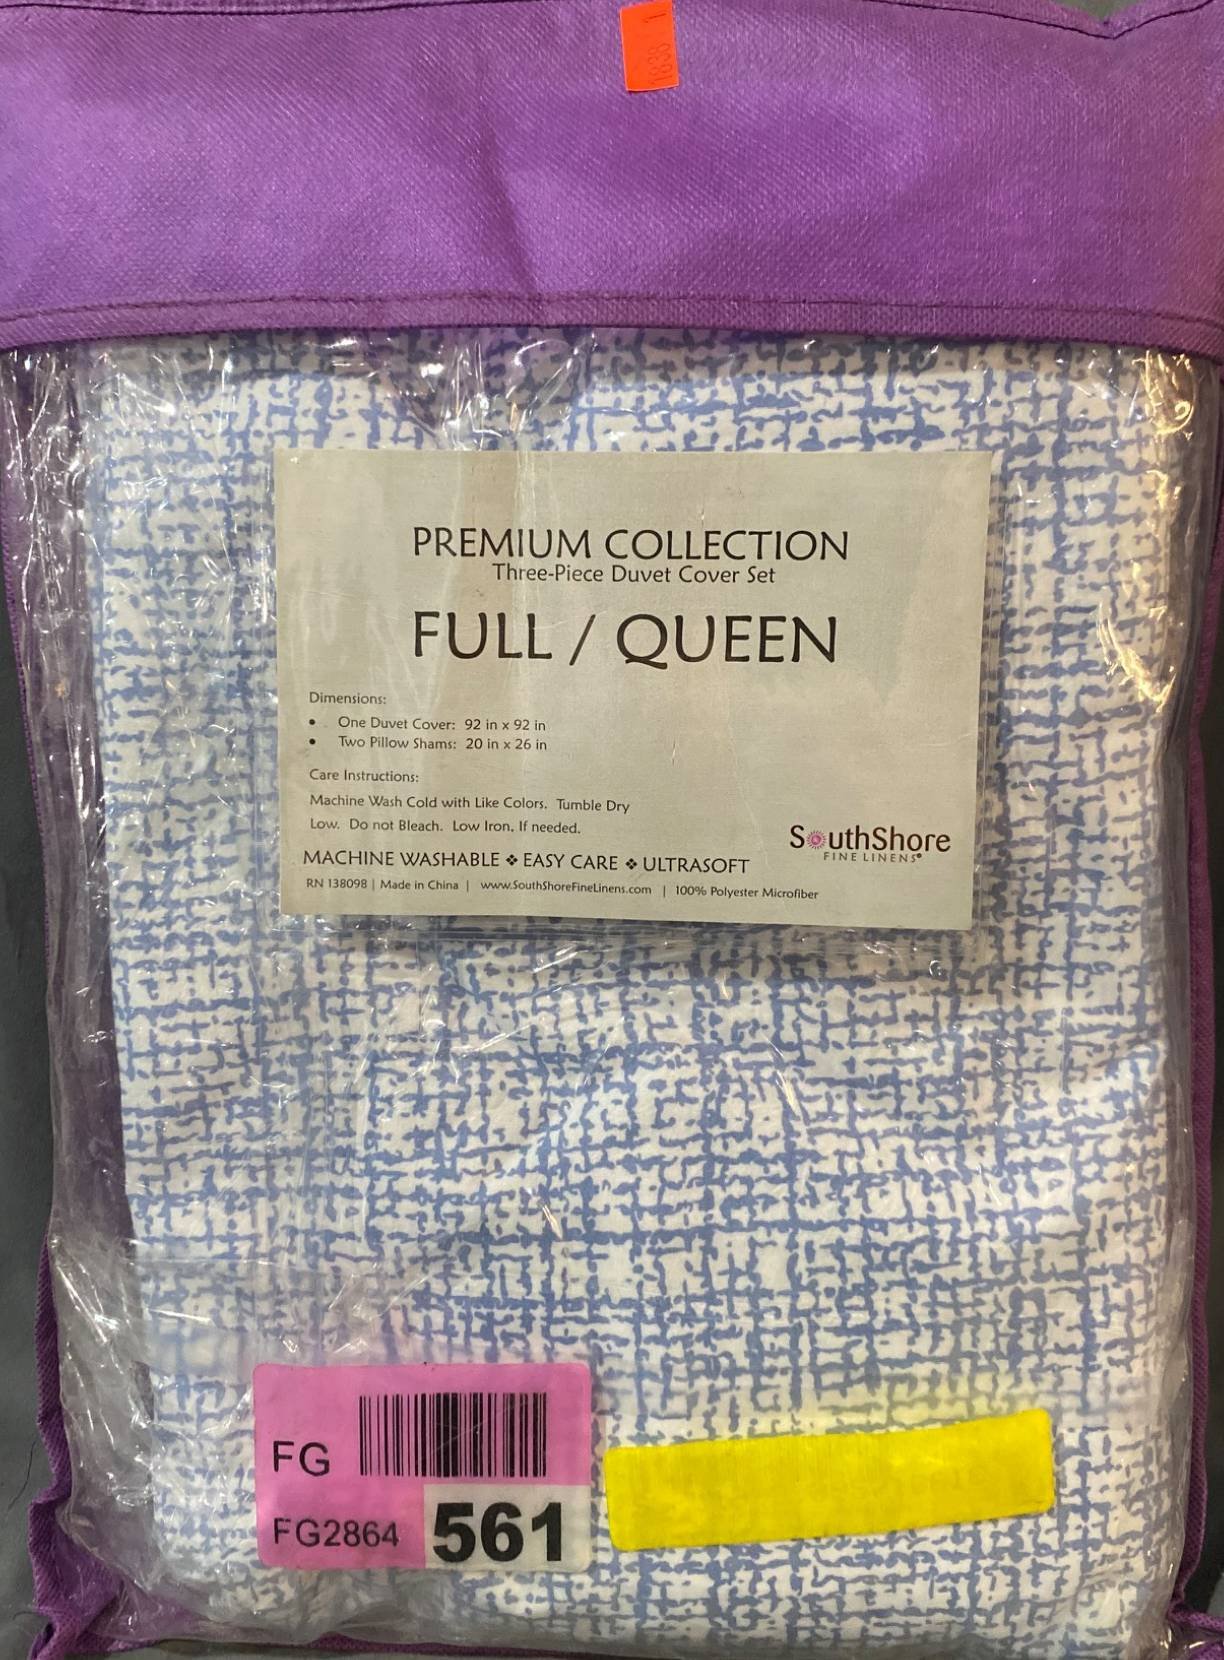 1838 1
PREMIUM COLLECTION
Three-Piece Duvet Cover Set
FULL / QUEEN
Dimensions:
• One Duvet Cover: 92 in x 92 in
• Two Pillow Shams: 20 in x 26 in
Care Instructions:
Machine Wash Cold with Like Colors. Tumble Dry
Low. Do not Bleach. Low Iron, If needed.
SouthShore
FINE LINENS®
MACHINE WASHABLE ❖ EASY CARE ❖ ULTRASOFT
RN 138098 | Made in China | www.SouthShoreFineLinens.com | 100% Polyester Microfiber
FG
FG2864 561